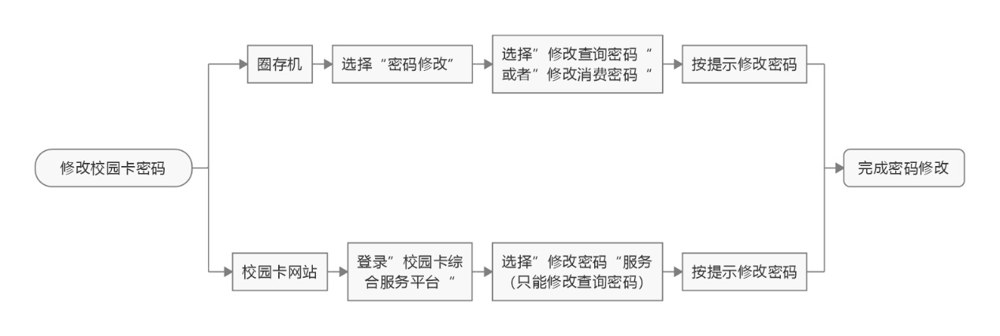 圈存机
选择“密码修改”
选择”修改查询密码“
或者”修改消费密码“
按提示修改密码
修改校园卡密码
完成密码修改
校园卡网站
登录”校园卡综
合服务平台“
选择”修改密码“服务
（只能修改查询密码）
按提示修改密码